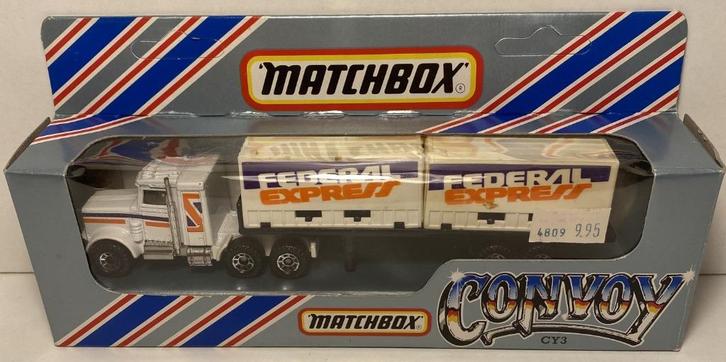 MATCHBOX®
FEDERAL
EXPRESS
FEDERAL
EXPRESS
4809 9.95
MATCHBOX®
CONVOY
CY3